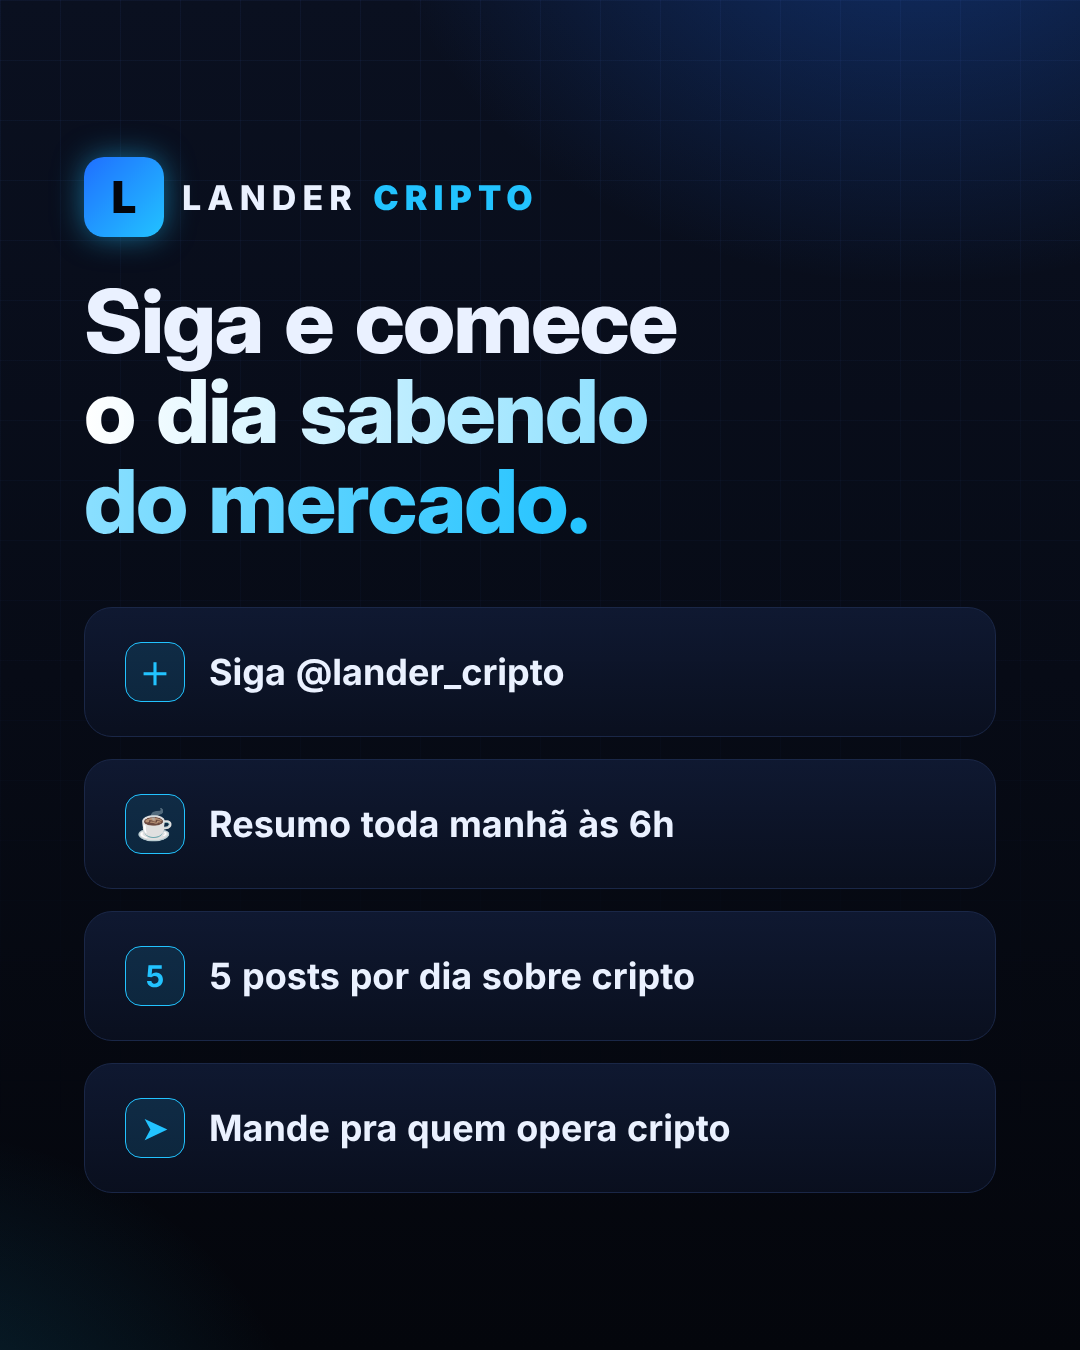 L LANDER CRIPTO
Siga e comece
o dia sabendo
do mercado.
+ Siga @lander_cripto
☕ Resumo toda manhã às 6h
5 5 posts por dia sobre cripto
➤ Mande pra quem opera cripto